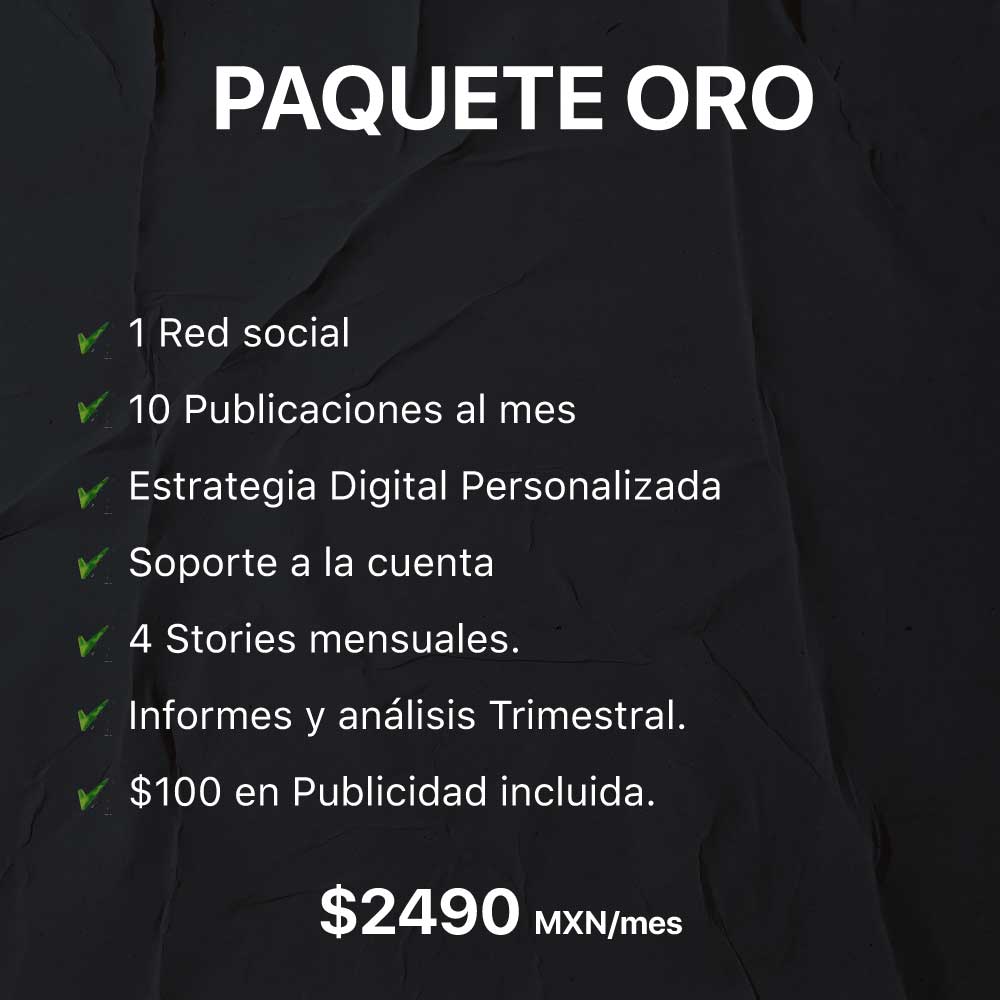 PAQUETE ORO
1 Red social
10 Publicaciones al mes
Estrategia Digital Personalizada
Soporte a la cuenta
4 Stories mensuales.
Informes y análisis Trimestral.
$100 en Publicidad incluida.
$2490 MXN/mes